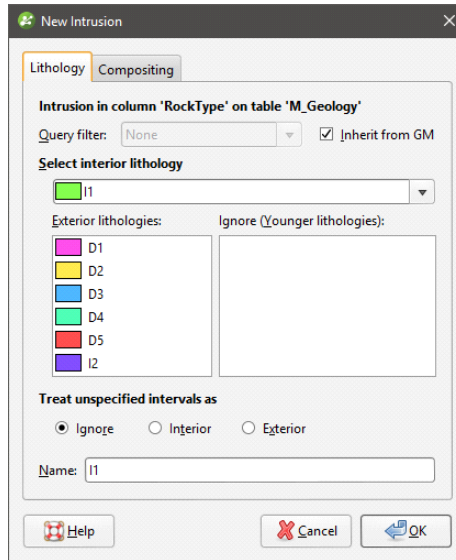 New Intrusion
Lithology Compositing
Intrusion in column 'RockType' on table 'M_Geology'
Query filter: None Inherit from GM
Select interior lithology
I1
Exterior lithologies: Ignore (Younger lithologies):
D1
D2
D3
D4
D5
I2
Treat unspecified intervals as
Ignore Interior Exterior
Name: I1
Help Cancel OK